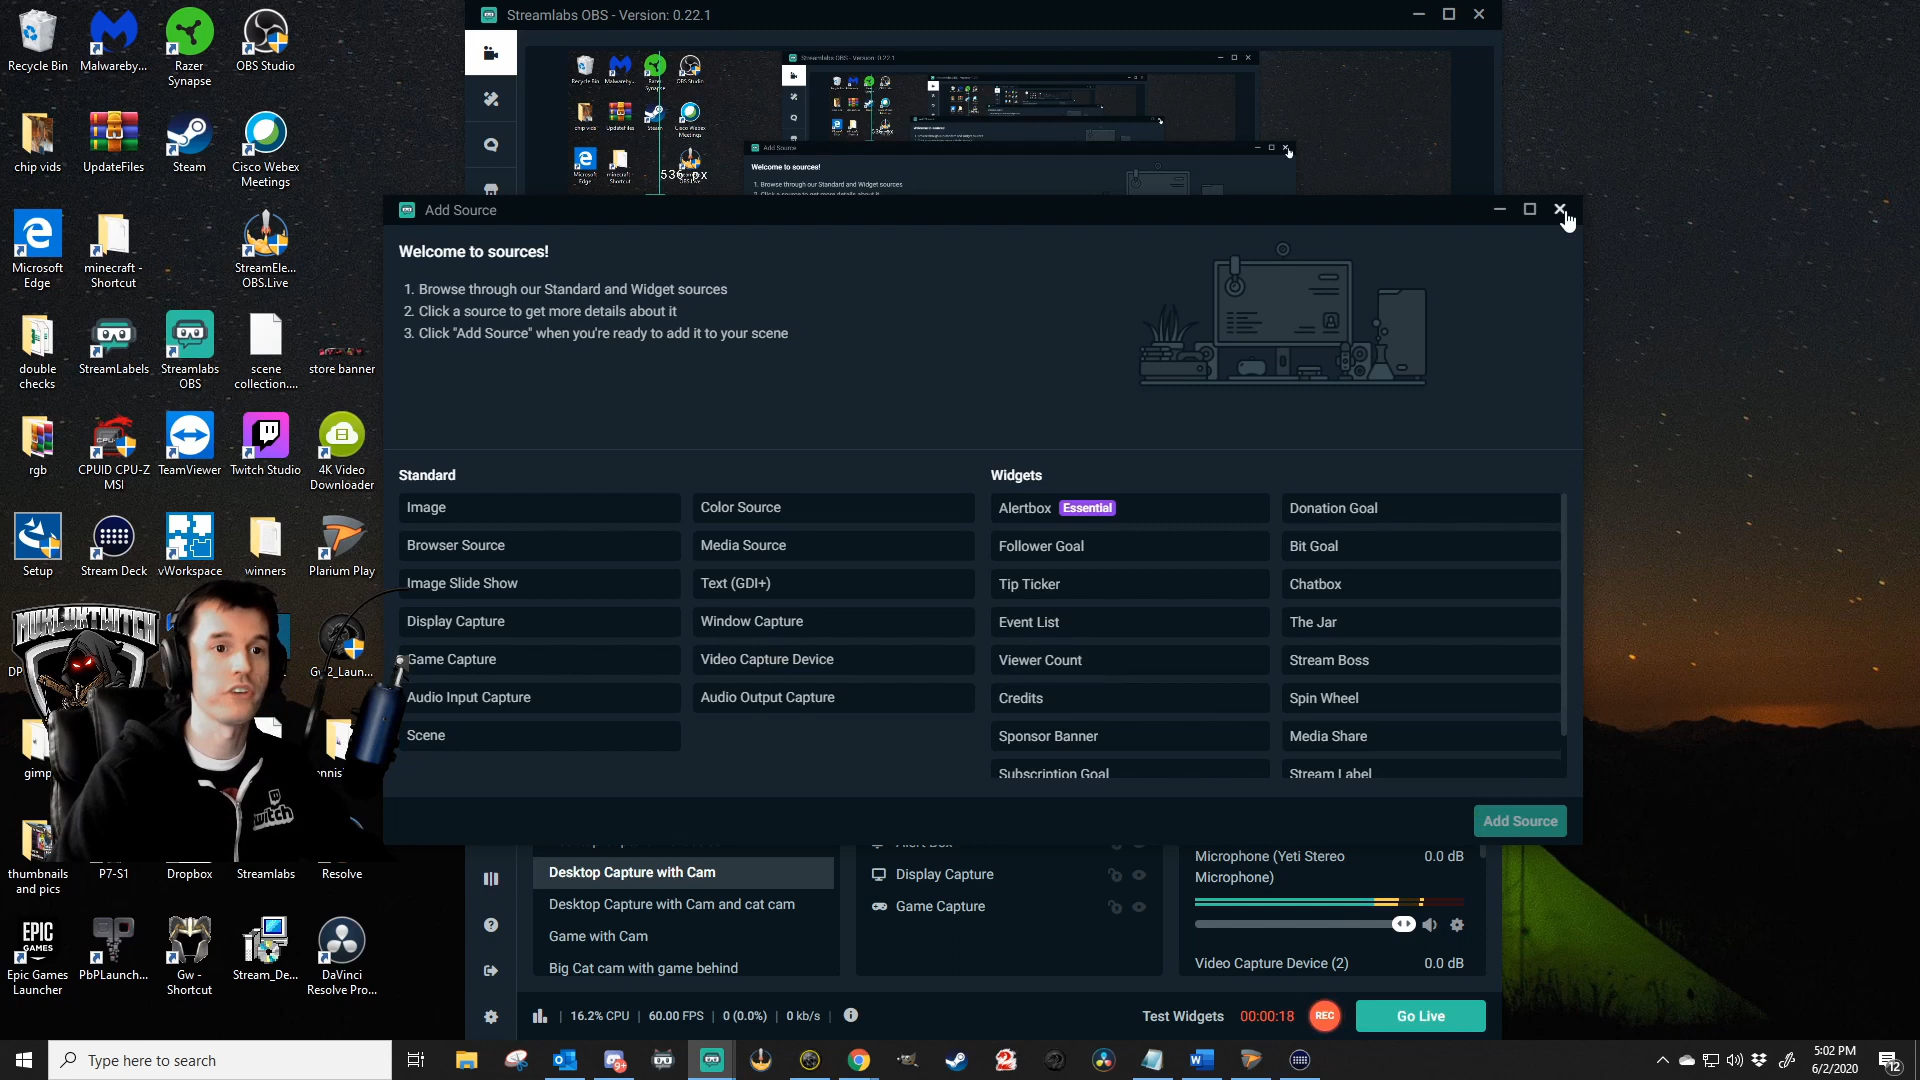 Recycle Bin
Malwareby...
Razer
Synapse
OBS Studio
chip vids
UpdateFiles
Steam
Cisco Webex
Meetings
Microsoft
Edge
minecraft -
Shortcut
StreamEle...
OBS.Live
double
checks
StreamLabels
Streamlabs
OBS
scene
collection....
store banner
rgb
CPUID CPU-Z
MSI
TeamViewer
Twitch Studio
4K Video
Downloader
Setup
Stream Deck
vWorkspace
winners
Plarium Play
MUKLUKTWITCH
DP
Gw2_Laun...
gimp
twitch
thumbnails
and pics
P7-S1
Dropbox
Streamlabs
Resolve
EPIC
GAMES
Epic Games
Launcher
PbPLaunch...
Gw -
Shortcut
Stream_De...
DaVinci
Resolve Pro...
Streamlabs OBS - Version: 0.22.1
536 px
Add Source
Welcome to sources!
1. Browse through our Standard and Widget sources
2. Click a source to get more details about it
3. Click "Add Source" when you're ready to add it to your scene
Standard
Image
Color Source
Browser Source
Media Source
Image Slide Show
Text (GDI+)
Display Capture
Window Capture
Game Capture
Video Capture Device
Audio Input Capture
Audio Output Capture
Scene
Widgets
Alertbox Essential
Donation Goal
Follower Goal
Bit Goal
Tip Ticker
Chatbox
Event List
The Jar
Viewer Count
Stream Boss
Credits
Spin Wheel
Sponsor Banner
Media Share
Subscription Goal
Stream Label
Add Source
Desktop Capture with Cam
Desktop Capture with Cam and cat cam
Game with Cam
Big Cat cam with game behind
Alert Box
Display Capture
Game Capture
Microphone (Yeti Stereo
Microphone)
0.0 dB
Video Capture Device (2)
0.0 dB
16.2% CPU
60.00 FPS
0 (0.0%)
0 kb/s
Test Widgets
00:00:18
REC
Go Live
Type here to search
9+
5:02 PM
6/2/2020
12